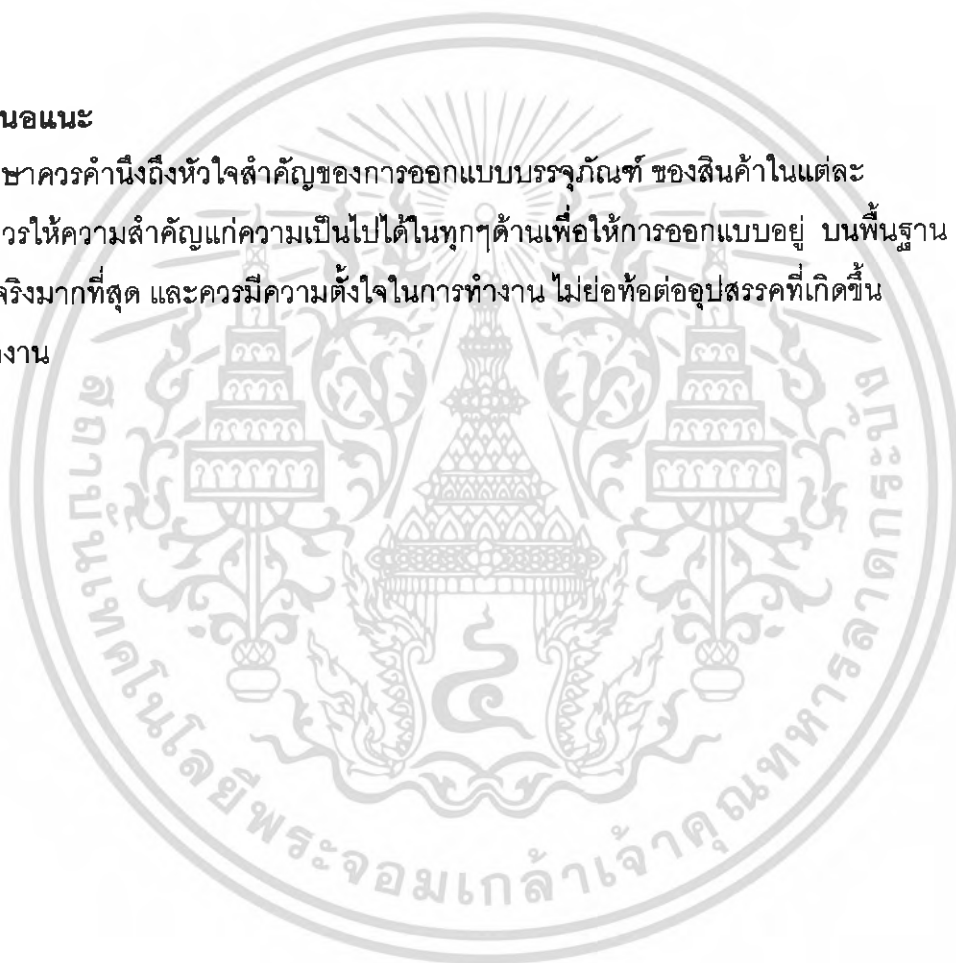 นอแนะ
ษาควรคำนึงถึงหัวใจสำคัญของการออกแบบบรรจุภัณฑ์ ของสินค้าในแต่ละ
วรให้ความสำคัญแก่ความเป็นไปได้ในทุกๆด้านเพื่อให้การออกแบบอยู่ บนพื้นฐาน
จริงมากที่สุด และควรมีความตั้งใจในการทำงาน ไม่ย่อท้อต่ออุปสรรคที่เกิดขึ้น
งาน
สถาบันเทคโนโลยีพระจอมเกล้าเจ้าคุณทหารลาดกระบัง